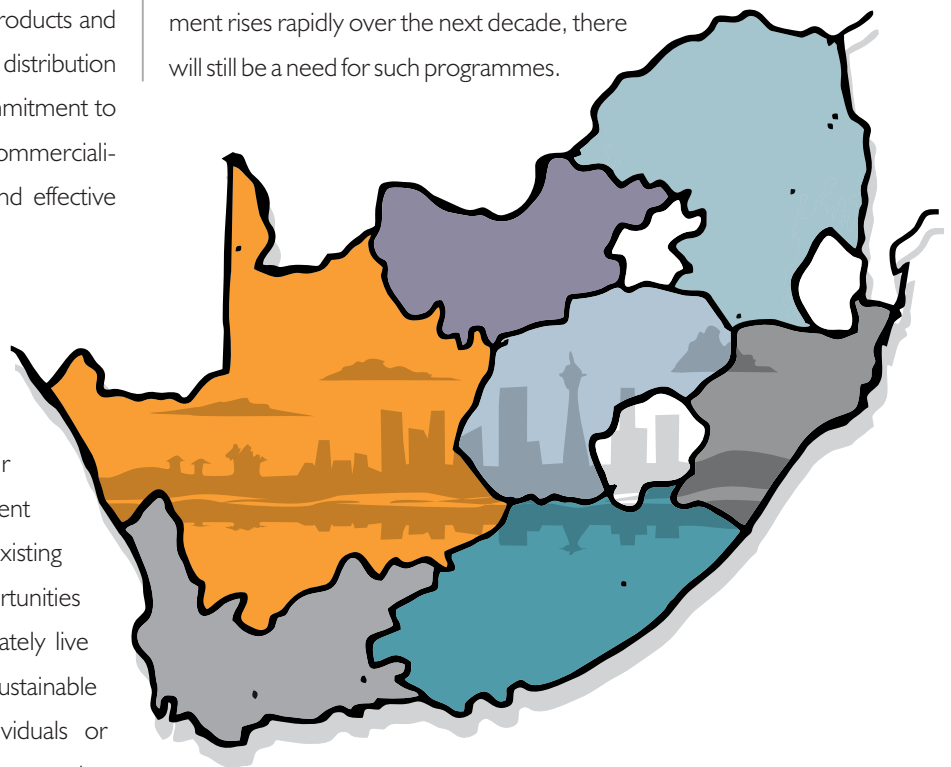 roducts and
distribution
mitment to
ommerciali-
nd effective
r
ent
xisting
rtunities
ately live
ustainable
viduals or
ment rises rapidly over the next decade, there
will still be a need for such programmes.